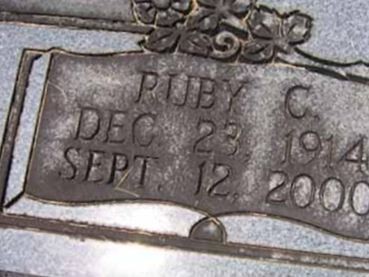 RUBY C.
DEC. 23, 1914
SEPT. 12, 2000